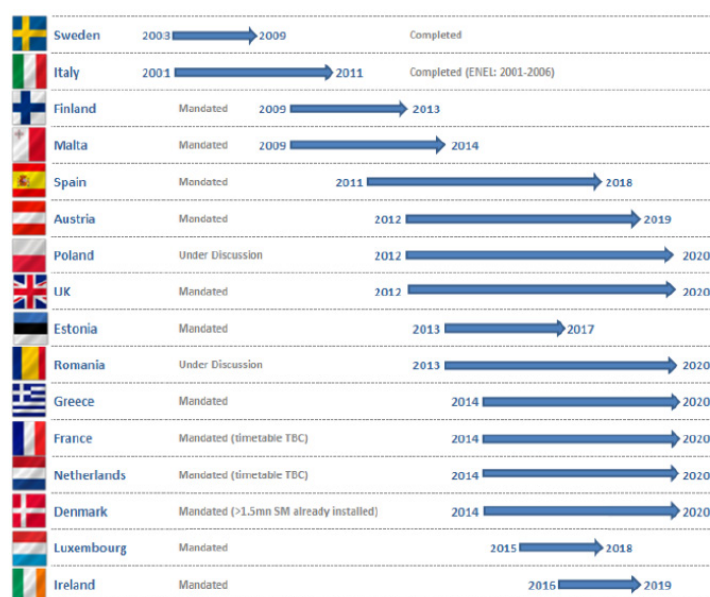 Sweden 2003 2009 Completed
Italy 2001 2011 Completed (ENEL: 2001-2006)
Finland Mandated 2009 2013
Malta Mandated 2009 2014
Spain Mandated 2011 2018
Austria Mandated 2012 2019
Poland Under Discussion 2012 2020
UK Mandated 2012 2020
Estonia Mandated 2013 2017
Romania Under Discussion 2013 2020
Greece Mandated 2014 2020
France Mandated (timetable TBC) 2014 2020
Netherlands Mandated (timetable TBC) 2014 2020
Denmark Mandated (>1.5mn SM already installed) 2014 2020
Luxembourg Mandated 2015 2018
Ireland Mandated 2016 2019